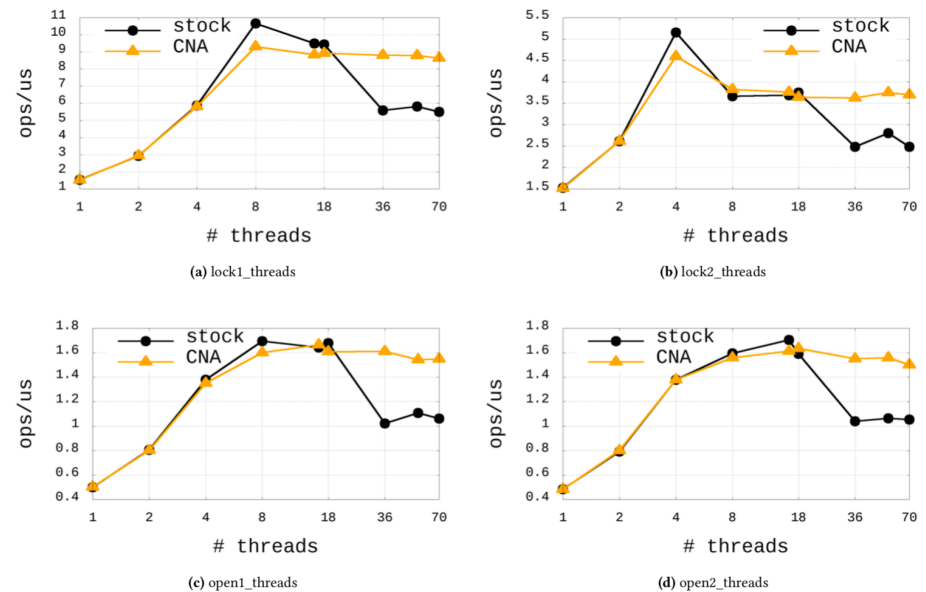 11
10
9
8
7
6
5
4
3
2
1
ops/us
stock
CNA
1 2 4 8 18 36 70
# threads
(a) lock1_threads
5.5
5
4.5
4
3.5
3
2.5
2
1.5
ops/us
stock
CNA
1 2 4 8 18 36 70
# threads
(b) lock2_threads
1.8
1.6
1.4
1.2
1
0.8
0.6
0.4
ops/us
stock
CNA
1 2 4 8 18 36 70
# threads
(c) open1_threads
1.8
1.6
1.4
1.2
1
0.8
0.6
0.4
ops/us
stock
CNA
1 2 4 8 18 36 70
# threads
(d) open2_threads